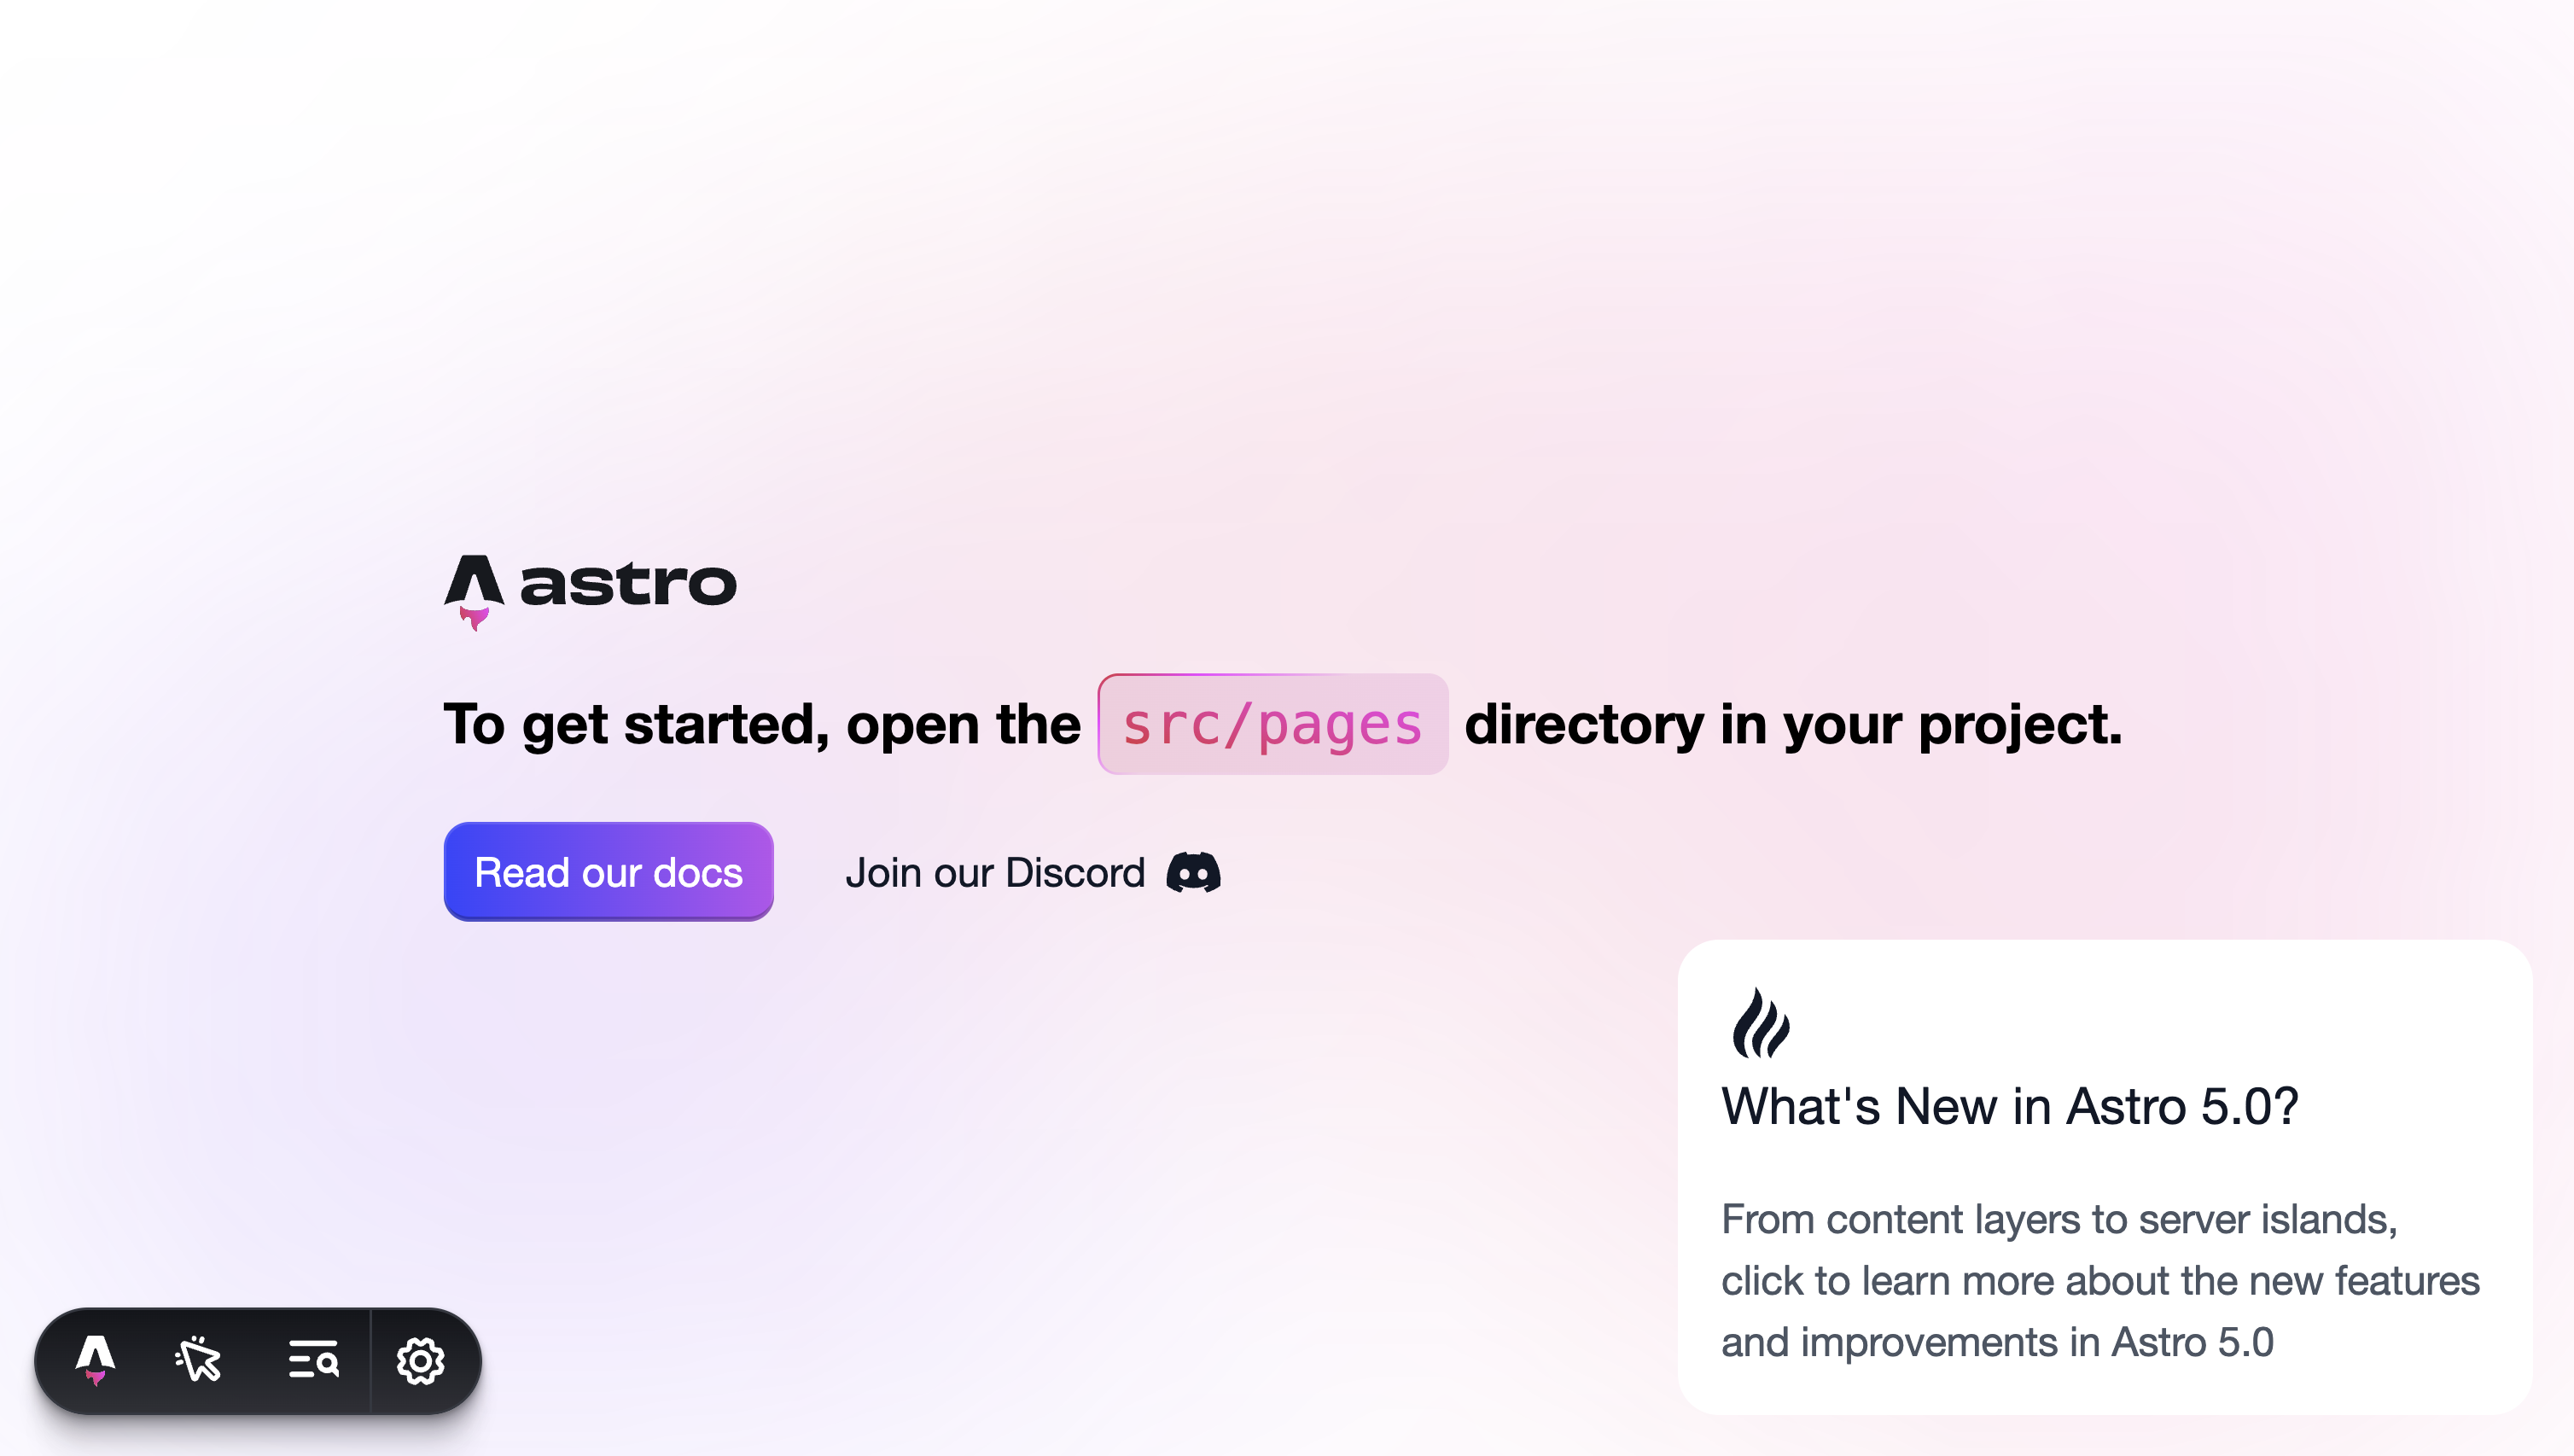 astro
To get started, open the src/pages directory in your project.
Read our docs
Join our Discord
What's New in Astro 5.0?
From content layers to server islands,
click to learn more about the new features
and improvements in Astro 5.0